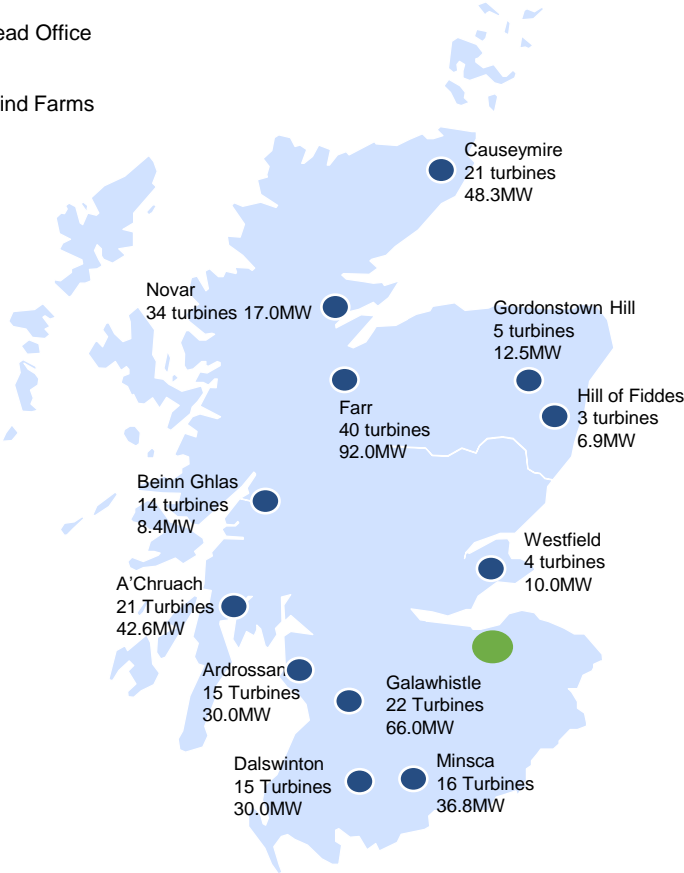 ead Office
ind Farms
Causeymire
21 turbines
48.3MW
Novar
34 turbines 17.0MW
Gordonstown Hill
5 turbines
12.5MW
Hill of Fiddes
3 turbines
6.9MW
Farr
40 turbines
92.0MW
Beinn Ghlas
14 turbines
8.4MW
Westfield
4 turbines
10.0MW
A'Chruach
21 Turbines
42.6MW
Ardrossan
15 Turbines
30.0MW
Galawhistle
22 Turbines
66.0MW
Dalswinton
15 Turbines
30.0MW
Minsca
16 Turbines
36.8MW